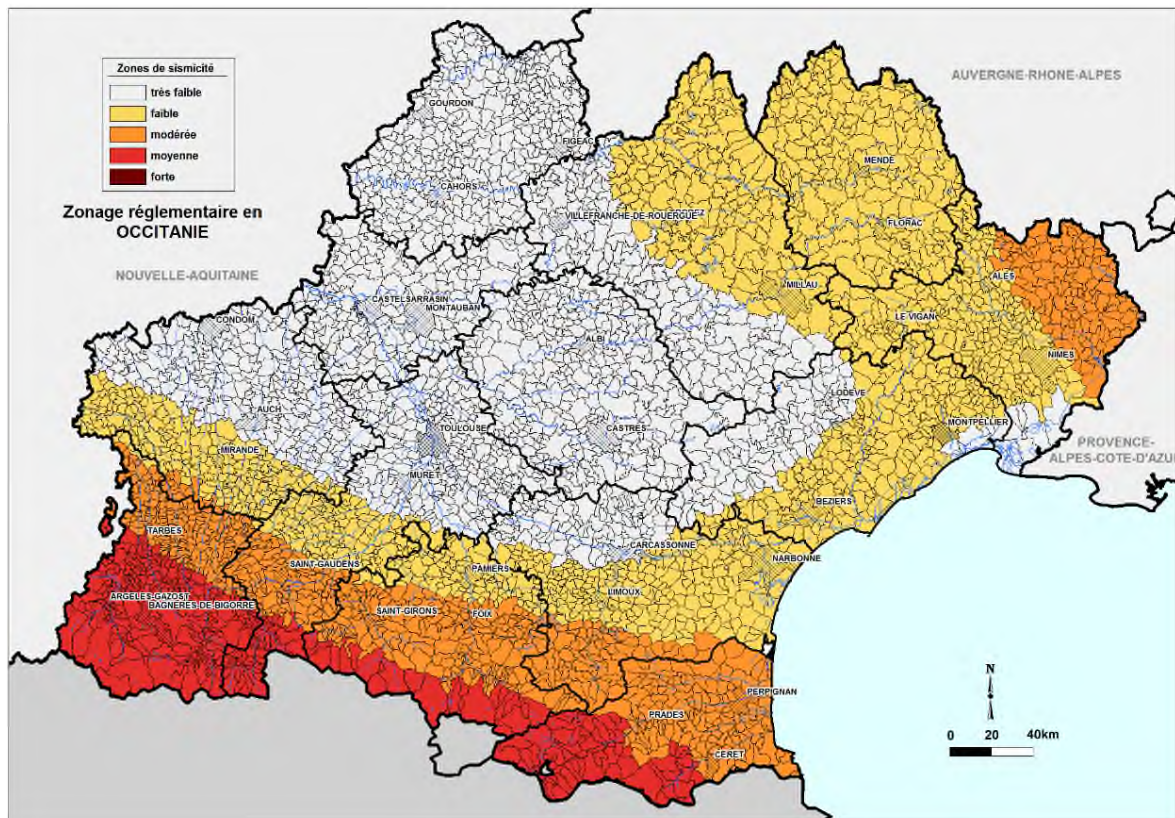 Zones de sismicité
très faible
faible
modérée
moyenne
forte
Zonage réglementaire en
OCCITANIE
AUVERGNE-RHONE-ALPES
NOUVELLE-AQUITAINE
PROVENCE-
ALPES-COTE-D'AZU
GOURDON
FIGEAC
CAHORS
MENDE
VILLEFRANCHE-DE-ROUERGUE
FLORAC
ALES
MILLAU
CASTELSARRASIN
MONTAUBAN
LE VIGAN
CONDOM
ALBI
NIMES
LODEVE
AUCH
TOULOUSE
CASTRES
MONTPELLIER
MIRANDE
MURET
BEZIERS
TARBES
CARCASSONNE
NARBONNE
SAINT-GAUDENS
PAMIERS
LIMOUX
ARGELES-GAZOST
BAGNERES-DE-BIGORRE
SAINT-GIRONS
FOIX
PERPIGNAN
PRADES
CERET
N
0 20 40km